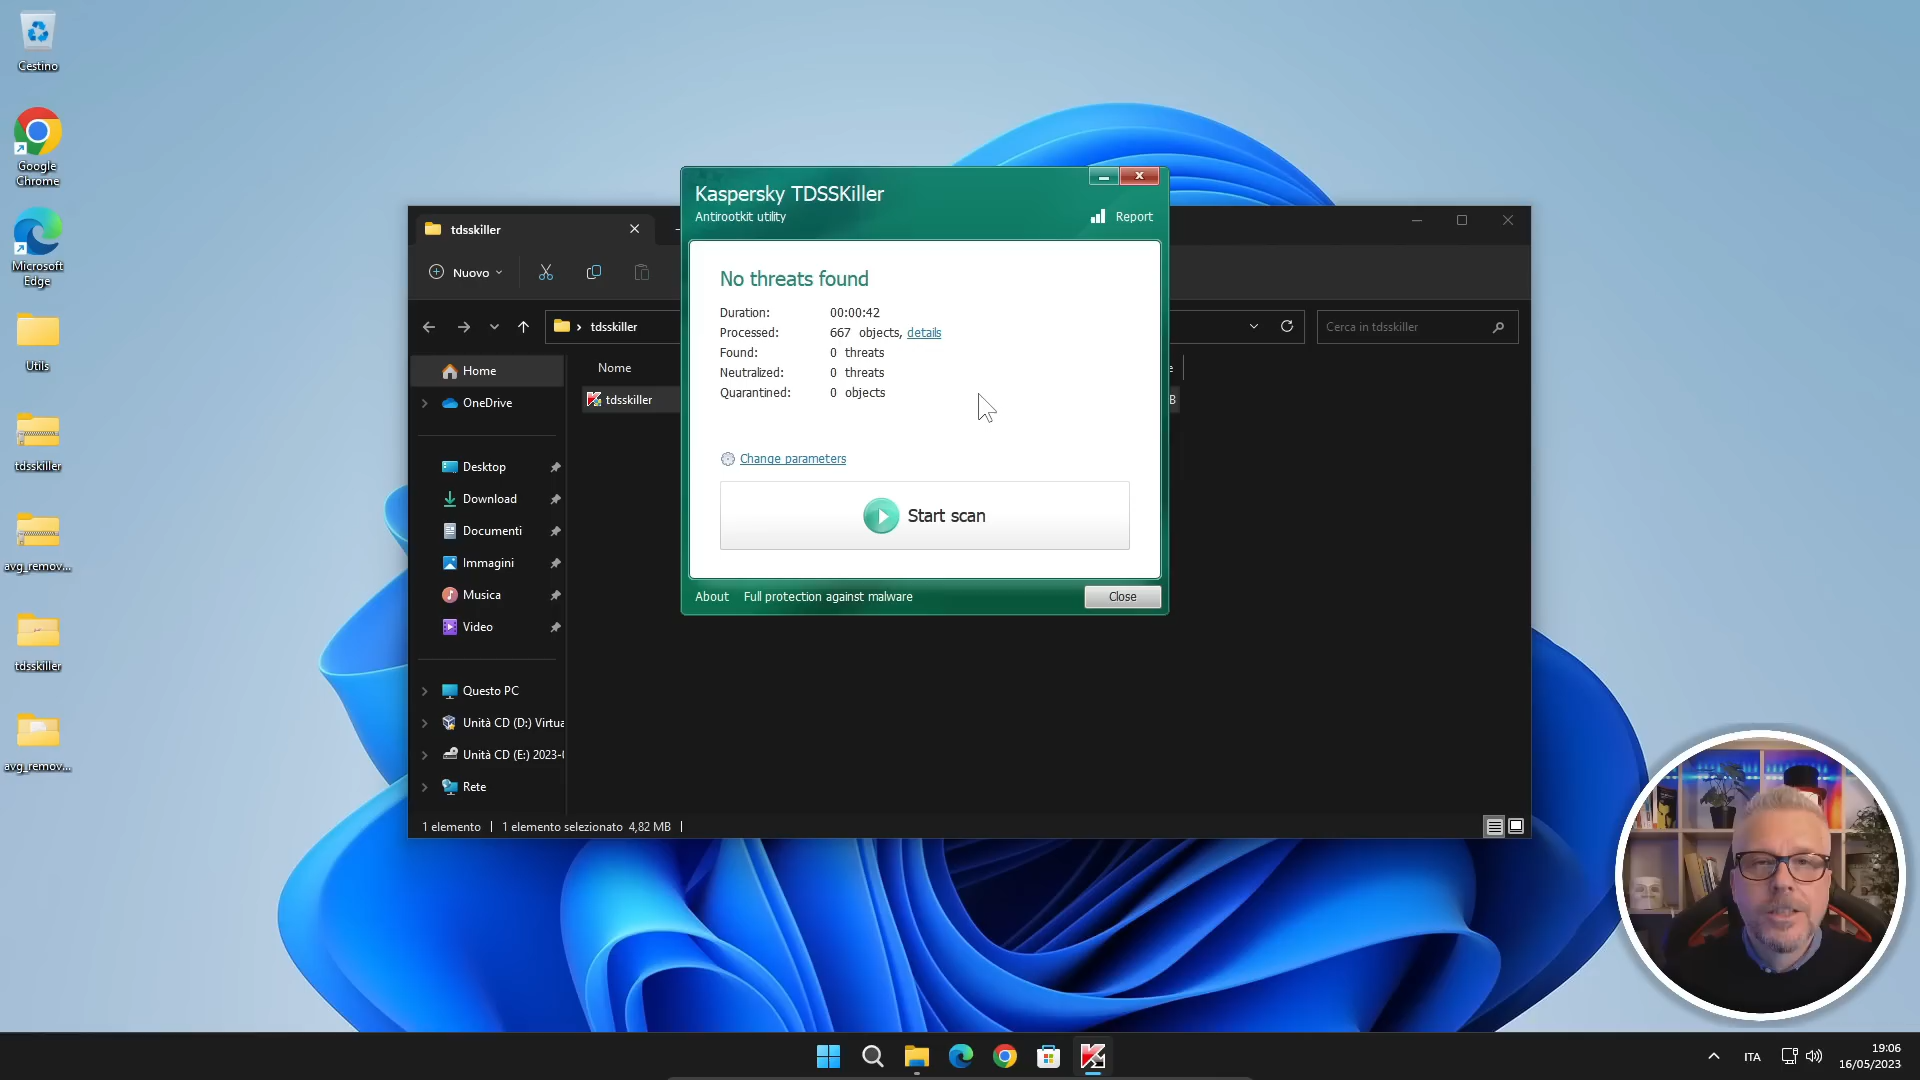 Cestino
Google
Chrome
Microsoft
Edge
Utils
tdsskiller
avg_remov...
tdsskiller
avg_remov...
tdsskiller
Nuovo
tdsskiller
Cerca in tdsskiller
Home
OneDrive
Desktop
Download
Documenti
Immagini
Musica
Video
Questo PC
Unità CD (D:) Virtua
Unità CD (E:) 2023-
Rete
Nome
tdsskiller
1 elemento
1 elemento selezionato 4,82 MB
Kaspersky TDSSKiller
Antirootkit utility
Report
No threats found
Duration: 00:00:42
Processed: 667 objects, details
Found: 0 threats
Neutralized: 0 threats
Quarantined: 0 objects
Change parameters
Start scan
About Full protection against malware
Close
ITA
19:06
16/05/2023